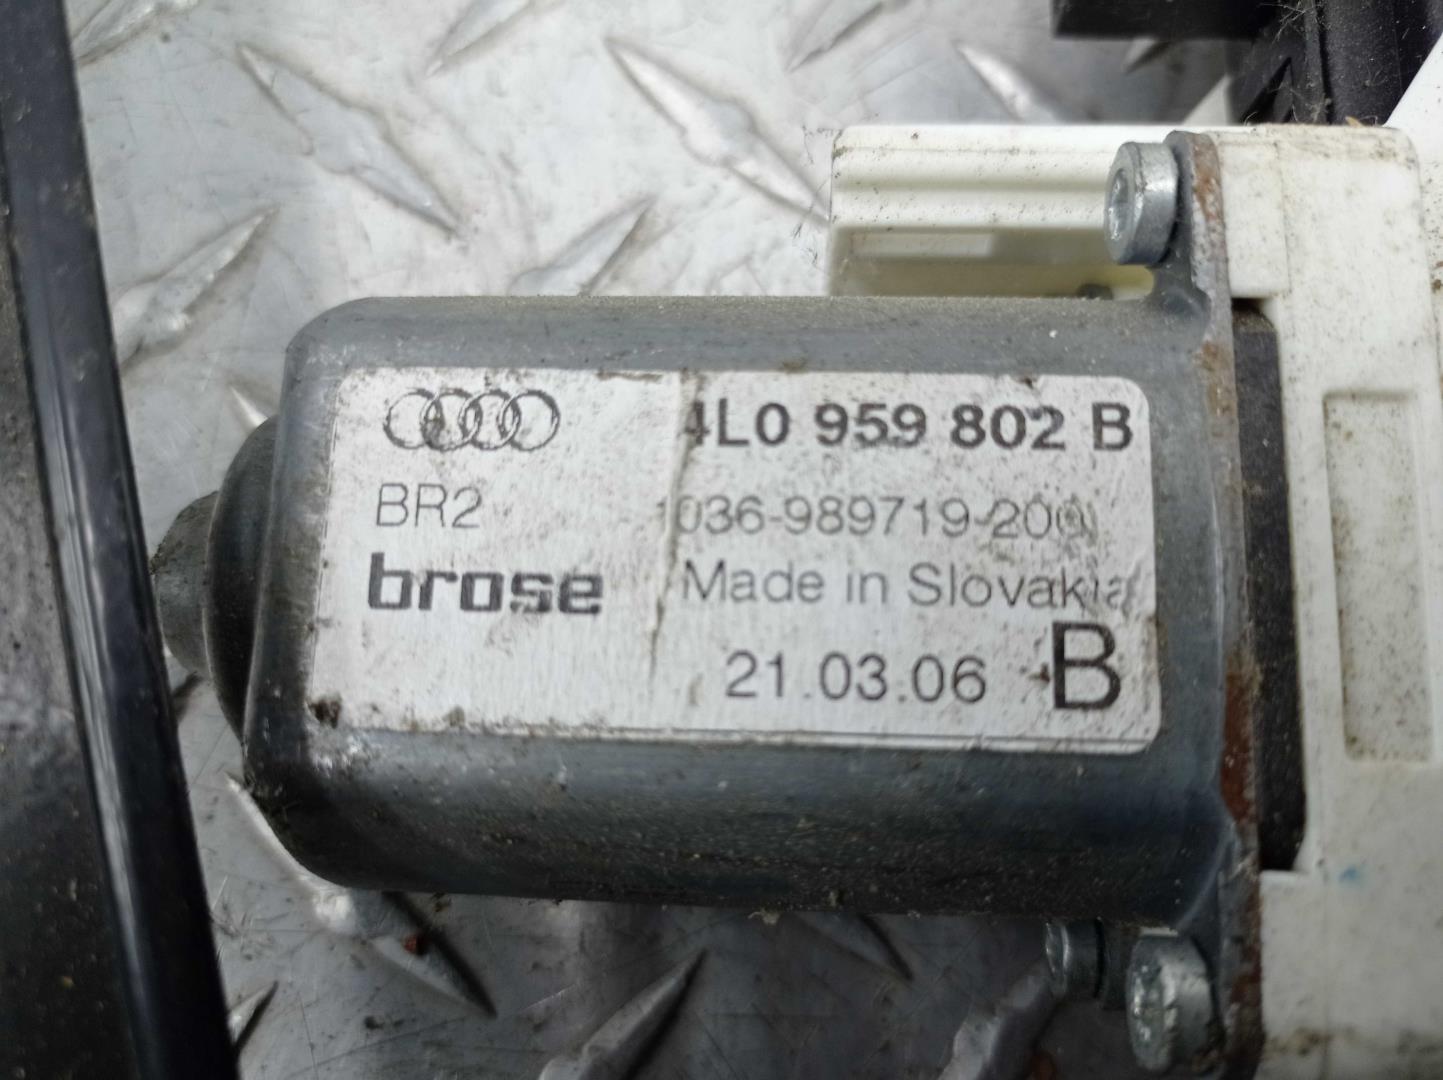 4L0 959 802 B
BR2 1036-989719-200
brose Made in Slovakia
21.03.06 B